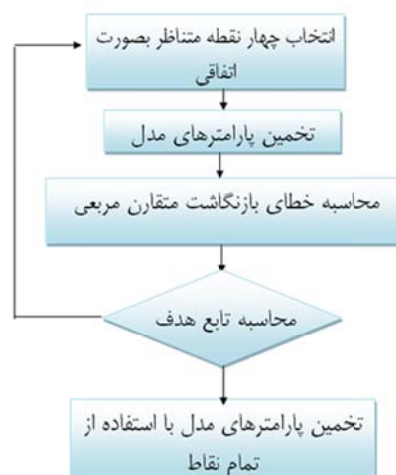 انتخاب چهار نقطه متناظر بصورت
اتفاقی
تخمین پارامترهای مدل
محاسبه خطای بازنگاشت متقارن مربعی
محاسبه تابع هدف
تخمین پارامترهای مدل با استفاده از
تمام نقاط